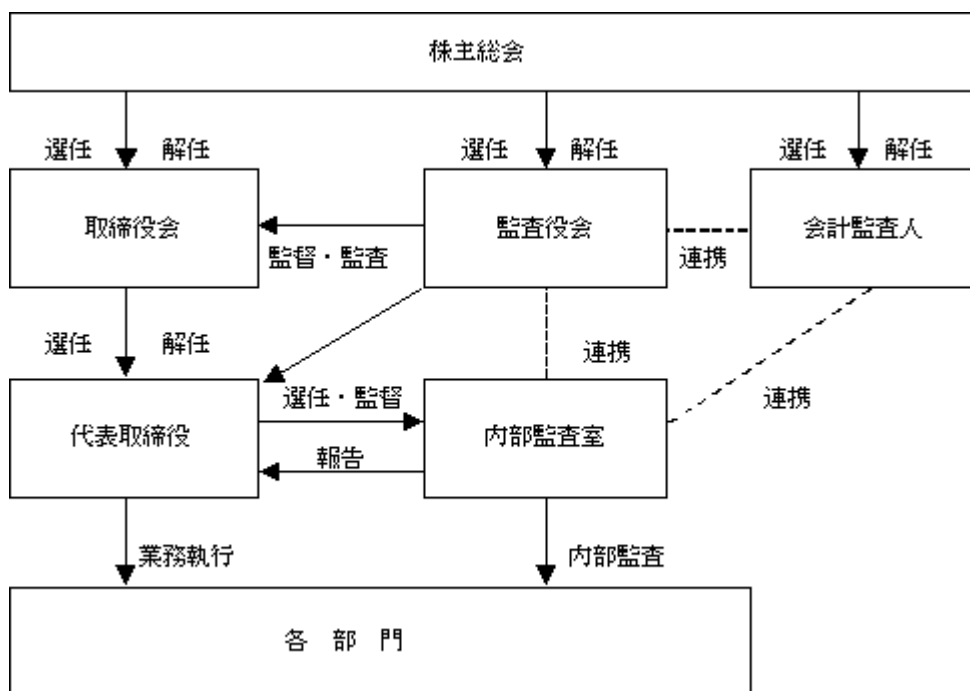 株主総会
選任 解任
選任 解任
選任 解任
取締役会
監査役会
会計監査人
監督・監査
連携
選任 解任
連携
選任・監督
連携
代表取締役
内部監査室
報告
業務執行
内部監査
各 部 門